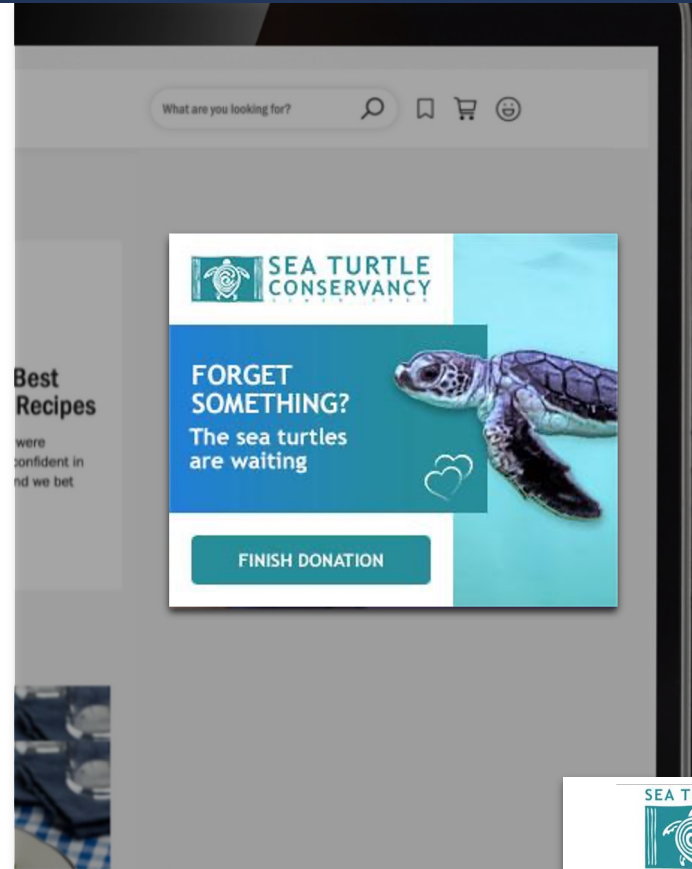 What are you looking for?
SEA TURTLE
CONSERVANCY
Best
Recipes
were
confident in
nd we bet
FORGET
SOMETHING?
The sea turtles
are waiting
FINISH DONATION
SEA T